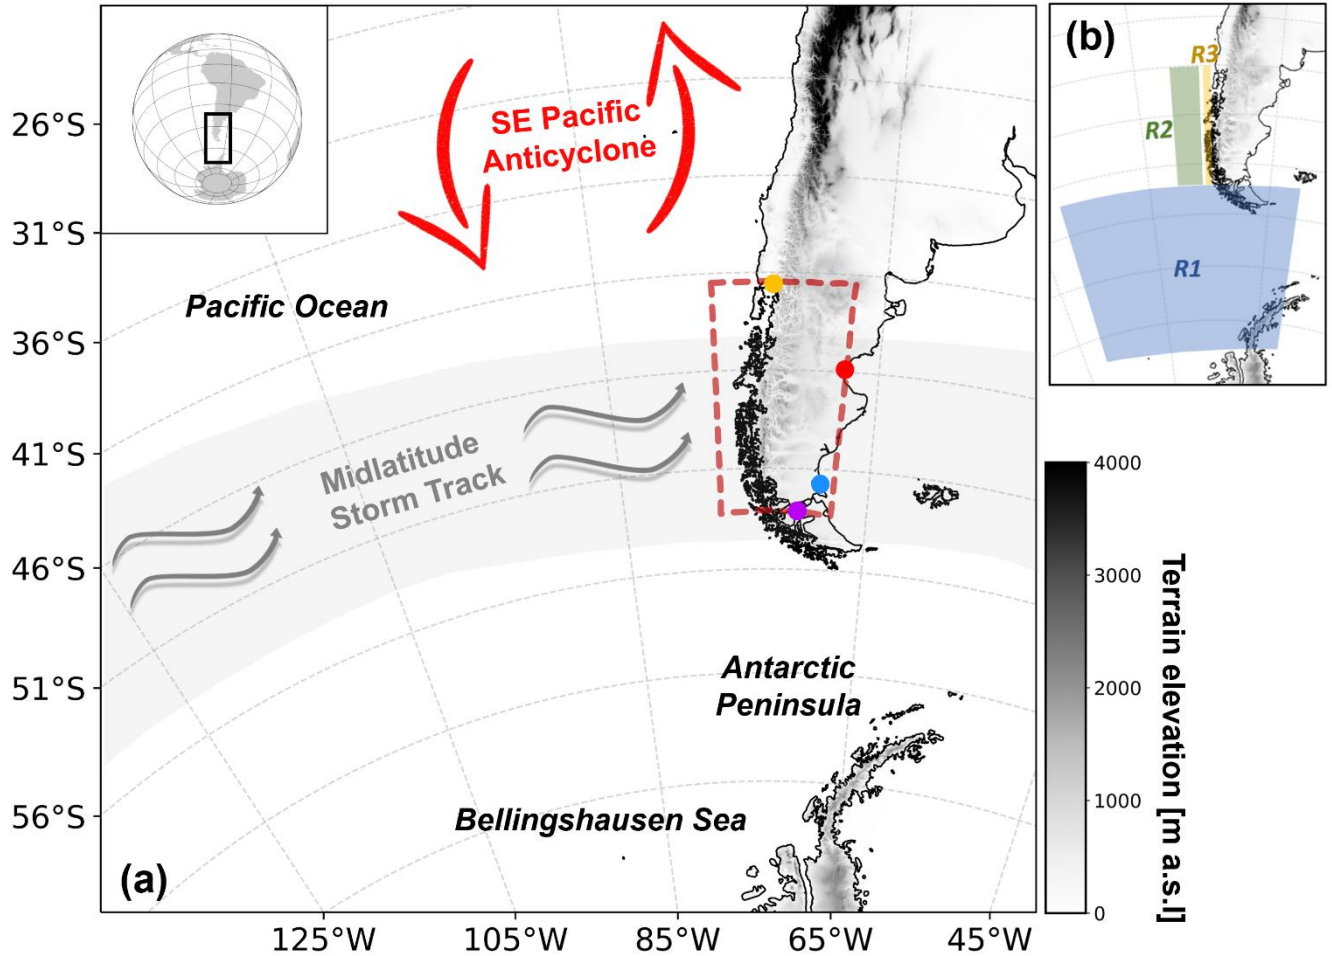 SE Pacific
Anticyclone
Pacific Ocean
Midlatitude
Storm Track
Antarctic
Peninsula
Bellingshausen Sea
(a)
26°S
31°S
36°S
41°S
46°S
51°S
56°S
125°W
105°W
85°W
65°W
45°W
(b)
R3
R2
R1
4000
3000
2000
1000
0
Terrain elevation [m a.s.l]